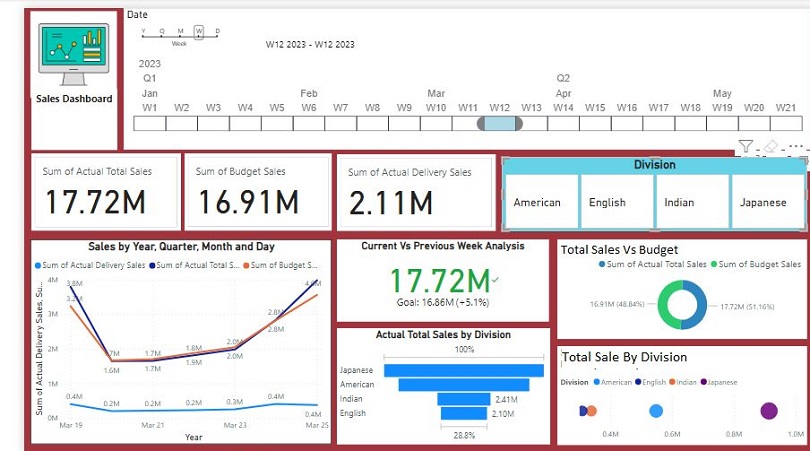 Date
Y Q M W D
Week
W12 2023 - W12 2023
2023
Q1 Q2
Jan Feb Mar Apr May
W1 W2 W3 W4 W5 W6 W7 W8 W9 W10 W11 W12 W13 W14 W15 W16 W17 W18 W19 W20 W21
Sales Dashboard
Sum of Actual Total Sales
17.72M
Sum of Budget Sales
16.91M
Sum of Actual Delivery Sales
2.11M
Division
American English Indian Japanese
Sales by Year, Quarter, Month and Day
Sum of Actual Delivery Sales Sum of Actual Total S... Sum of Budget S...
Sum of Actual Delivery Sales, Su...
4M
3M
2M
1M
0M
3.8M
3.2M
1.6M
1.7M
1.7M
1.8M
1.9M
2.0M
2.0M
2.8M
2.8M
0.4M 0.2M 0.2M 0.2M 0.3M 0.4M
Mar 19 Mar 21 Mar 23 Mar 25
Year
Current Vs Previous Week Analysis
17.72M
Goal: 16.86M (+5.1%)
Actual Total Sales by Division
100%
Japanese
American
Indian 2.41M
English 2.10M
28.8%
Total Sales Vs Budget
Sum of Actual Total Sales Sum of Budget Sales
16.91M (48.84%)
17.72M (51.16%)
Total Sale By Division
Division American English Indian Japanese
0.4M 0.6M 0.8M 1.0M